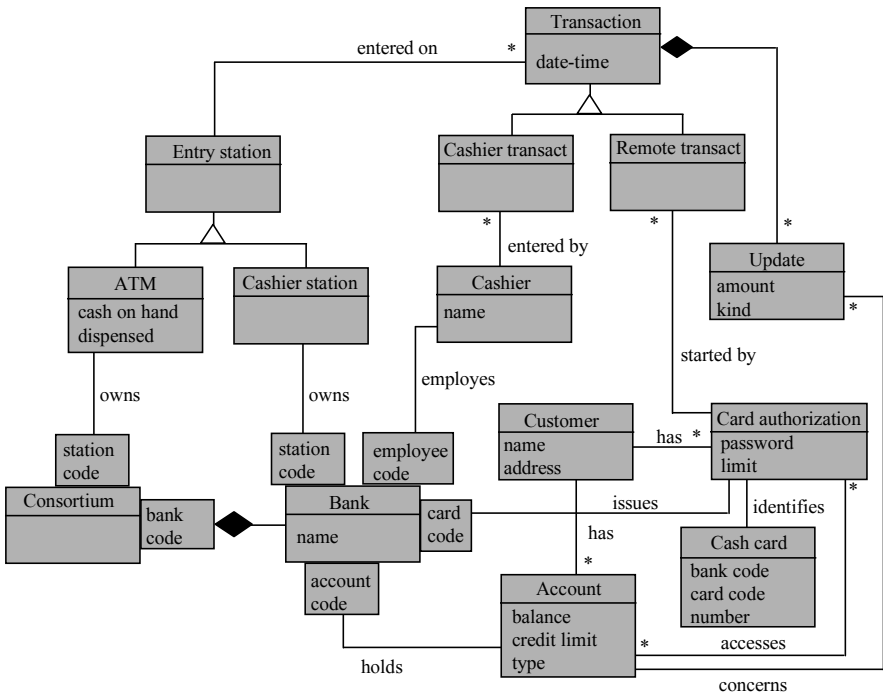 Transaction
entered on
*
date-time
Entry station
Cashier transact
Remote transact
*
*
*
entered by
Update
amount
kind
*
ATM
cash on hand
dispensed
Cashier station
Cashier
name
started by
employes
owns
owns
Customer
name
address
has
*
Card authorization
password
limit
*
station
code
station
code
employee
code
Consortium
bank
code
Bank
name
card
code
issues
identifies
has
*
Cash card
bank code
card code
number
account
code
Account
balance
credit limit
type
*
accesses
holds
concerns